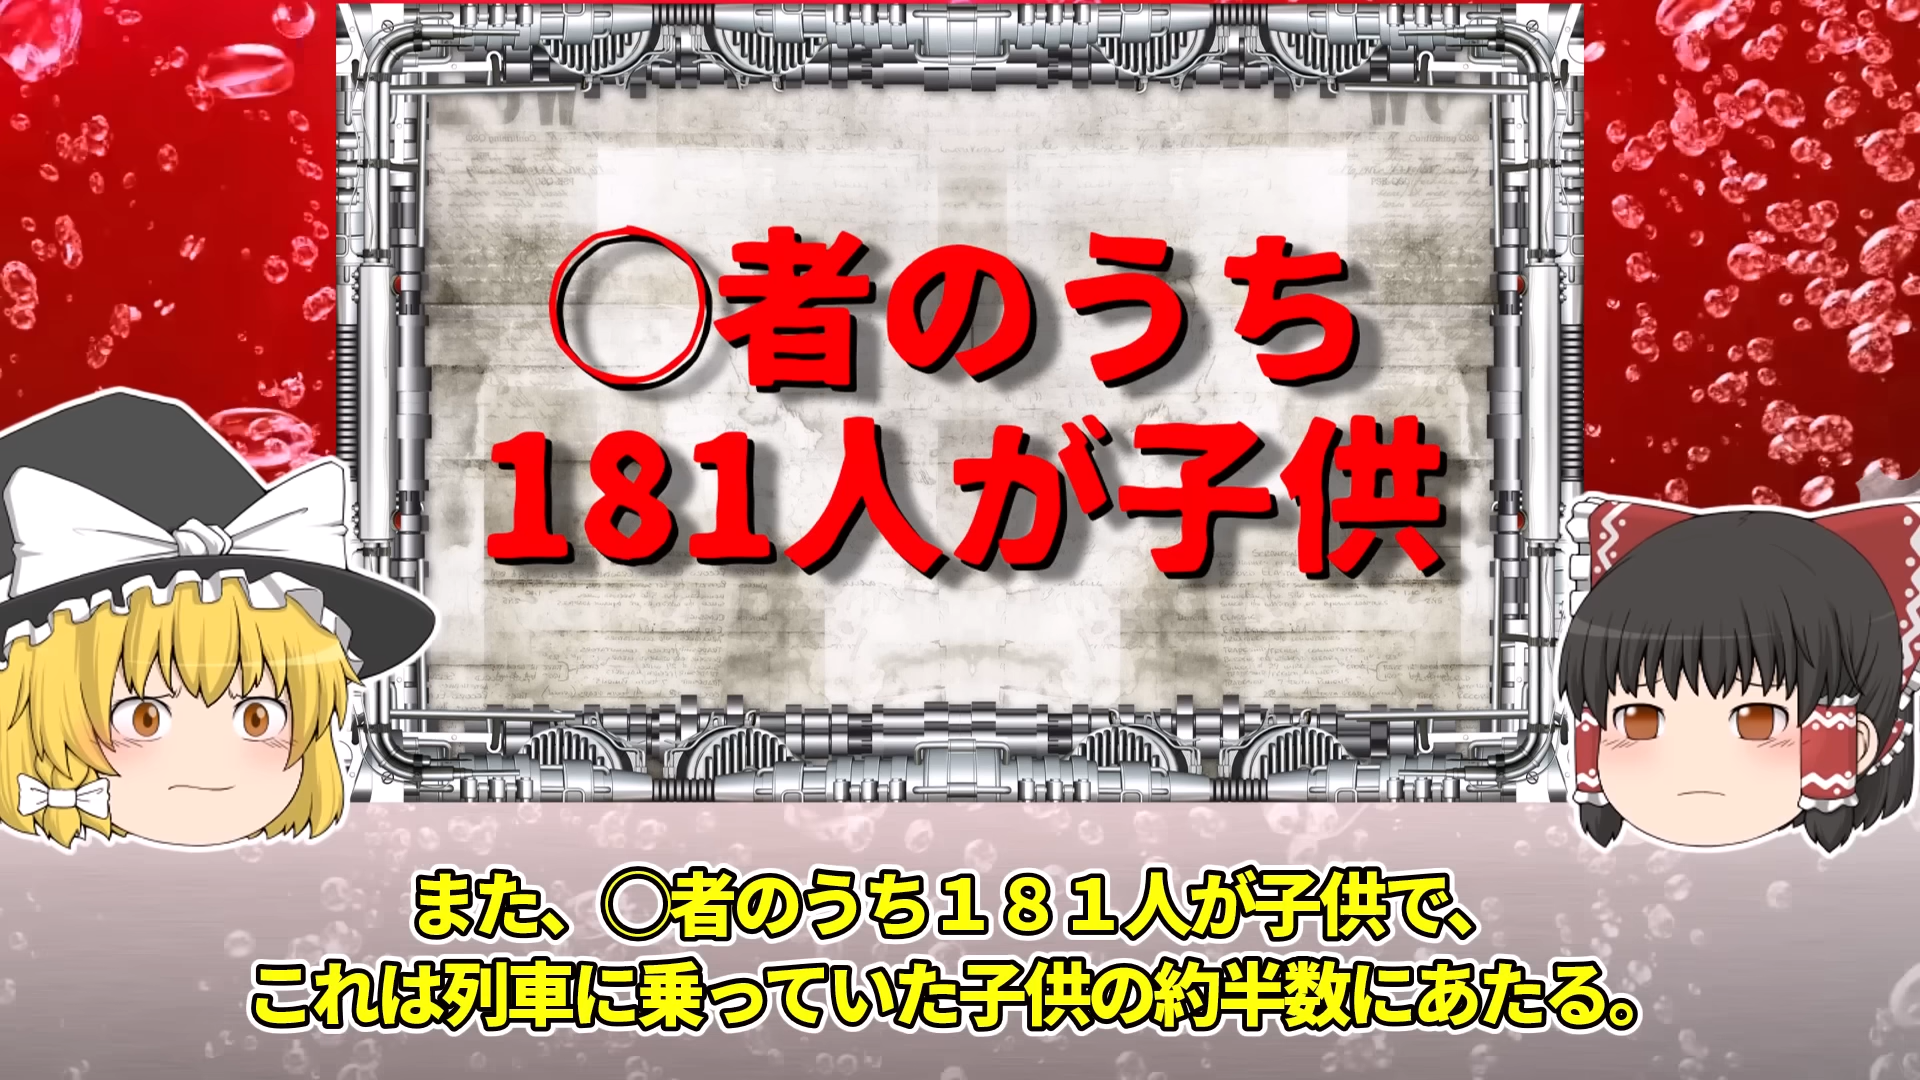 ◯者のうち
181人が子供
また、◯者のうち１８１人が子供で、
これは列車に乗っていた子供の約半数にあたる。